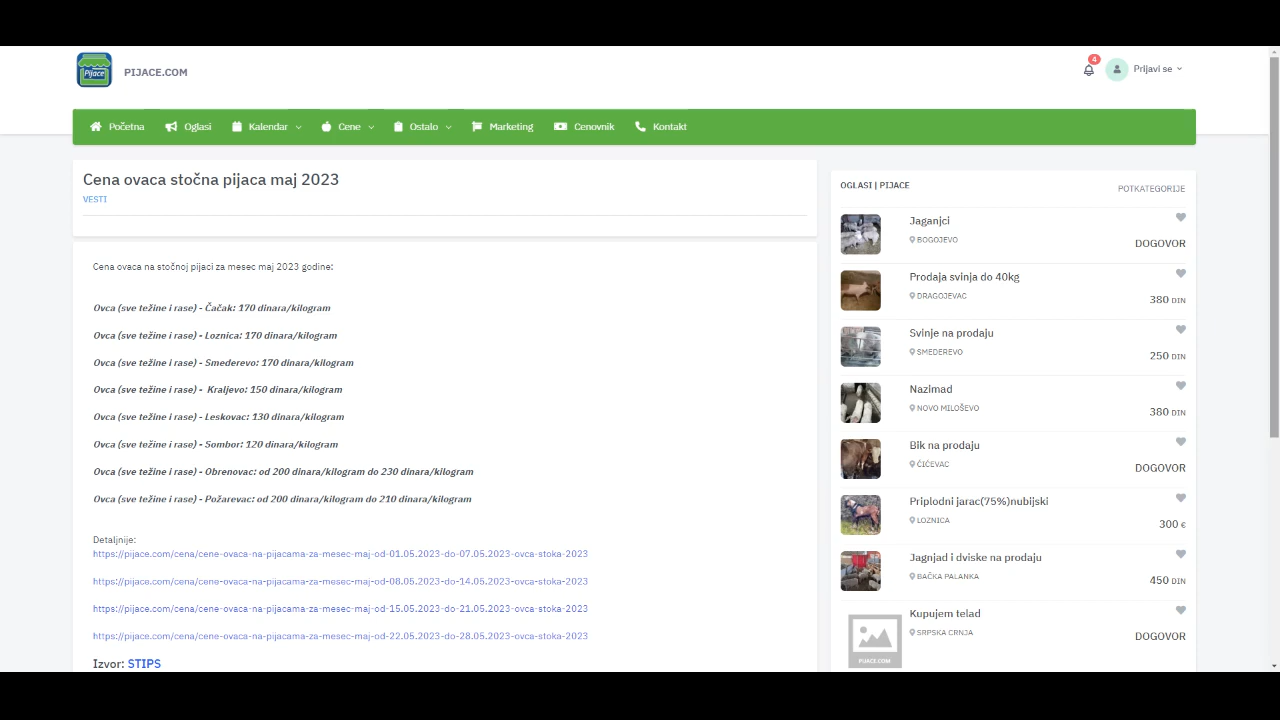 Pijace
PIJACE.COM
4
Prijavi se
Početna
Oglasi
Kalendar
Cene
Ostalo
Marketing
Cenovnik
Kontakt
Cena ovaca stočna pijaca maj 2023
VESTI
Cena ovaca na stočnoj pijaci za mesec maj 2023 godine:
Ovca (sve težine i rase) - Čačak: 170 dinara/kilogram
Ovca (sve težine i rase) - Loznica: 170 dinara/kilogram
Ovca (sve težine i rase) - Smederevo: 170 dinara/kilogram
Ovca (sve težine i rase) -  Kraljevo: 150 dinara/kilogram
Ovca (sve težine i rase) - Leskovac: 130 dinara/kilogram
Ovca (sve težine i rase) - Sombor: 120 dinara/kilogram
Ovca (sve težine i rase) - Obrenovac: od 200 dinara/kilogram do 230 dinara/kilogram
Ovca (sve težine i rase) - Požarevac: od 200 dinara/kilogram do 210 dinara/kilogram
Detaljnije:
https://pijace.com/cena/cene-ovaca-na-pijacama-za-mesec-maj-od-01.05.2023-do-07.05.2023-ovca-stoka-2023
https://pijace.com/cena/cene-ovaca-na-pijacama-za-mesec-maj-od-08.05.2023-do-14.05.2023-ovca-stoka-2023
https://pijace.com/cena/cene-ovaca-na-pijacama-za-mesec-maj-od-15.05.2023-do-21.05.2023-ovca-stoka-2023
https://pijace.com/cena/cene-ovaca-na-pijacama-za-mesec-maj-od-22.05.2023-do-28.05.2023-ovca-stoka-2023
Izvor: STIPS
OGLASI | PIJACE
POTKATEGORIJE
Jaganjci
BOGOJEVO
DOGOVOR
Prodaja svinja do 40kg
DRAGOJEVAC
380 DIN
Svinje na prodaju
SMEDEREVO
250 DIN
Nazimad
NOVO MILOŠEVO
380 DIN
Bik na prodaju
ĆIĆEVAC
DOGOVOR
Priplodni jarac(75%)nubijski
LOZNICA
300 €
Jagnjad i dviske na prodaju
BAČKA PALANKA
450 DIN
Kupujem telad
SRPSKA CRNJA
DOGOVOR
PIJACE.COM